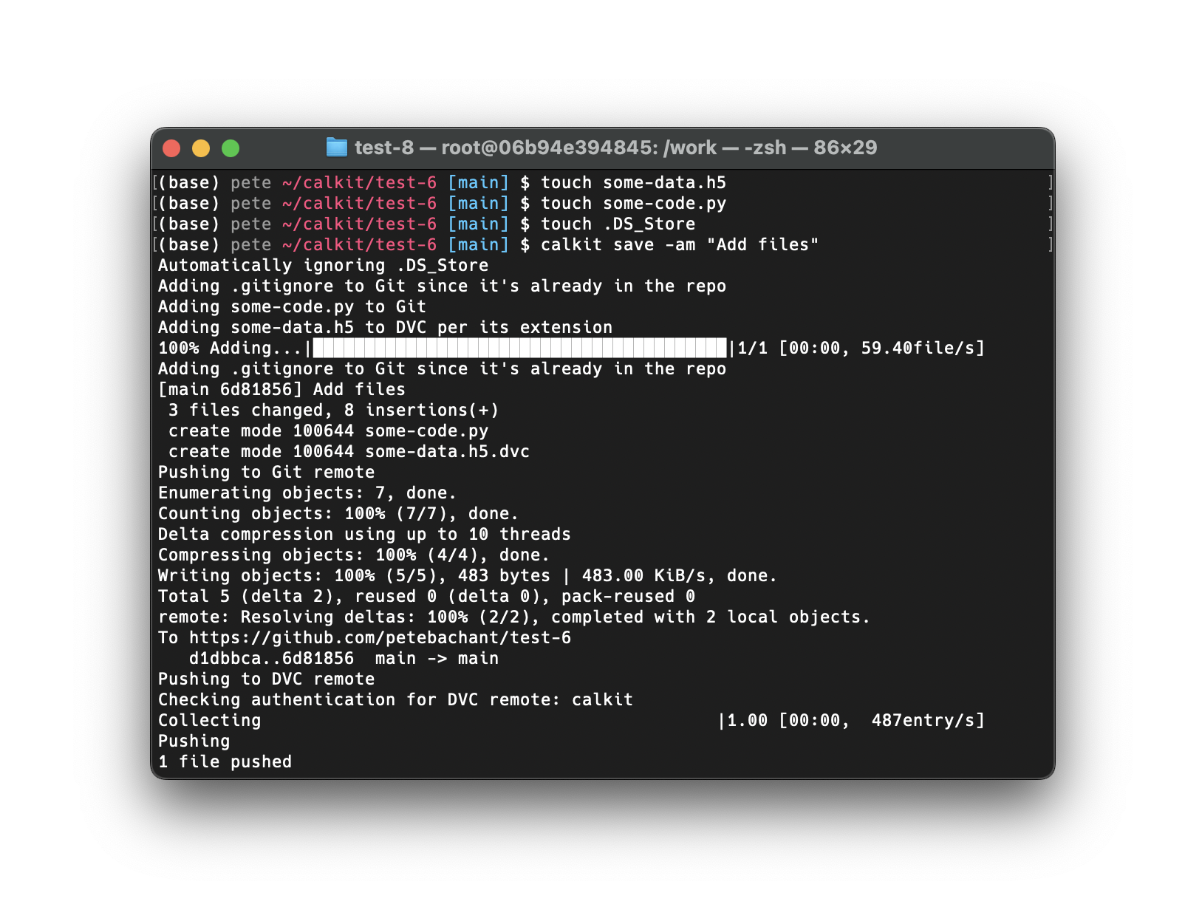 test-8 — root@06b94e394845: /work — -zsh — 86×29
[(base) pete ~/calkit/test-6 [main] $ touch some-data.h5 ]
[(base) pete ~/calkit/test-6 [main] $ touch some-code.py ]
[(base) pete ~/calkit/test-6 [main] $ touch .DS_Store ]
[(base) pete ~/calkit/test-6 [main] $ calkit save -am "Add files" ]
Automatically ignoring .DS_Store
Adding .gitignore to Git since it's already in the repo
Adding some-code.py to Git
Adding some-data.h5 to DVC per its extension
100% Adding...|████████████████████████████████████████|1/1 [00:00, 59.40file/s]
Adding .gitignore to Git since it's already in the repo
[main 6d81856] Add files
 3 files changed, 8 insertions(+)
 create mode 100644 some-code.py
 create mode 100644 some-data.h5.dvc
Pushing to Git remote
Enumerating objects: 7, done.
Counting objects: 100% (7/7), done.
Delta compression using up to 10 threads
Compressing objects: 100% (4/4), done.
Writing objects: 100% (5/5), 483 bytes | 483.00 KiB/s, done.
Total 5 (delta 2), reused 0 (delta 0), pack-reused 0
remote: Resolving deltas: 100% (2/2), completed with 2 local objects.
To https://github.com/petebachant/test-6
   d1dbbca..6d81856  main -> main
Pushing to DVC remote
Checking authentication for DVC remote: calkit
Collecting                                            |1.00 [00:00,  487entry/s]
Pushing
1 file pushed